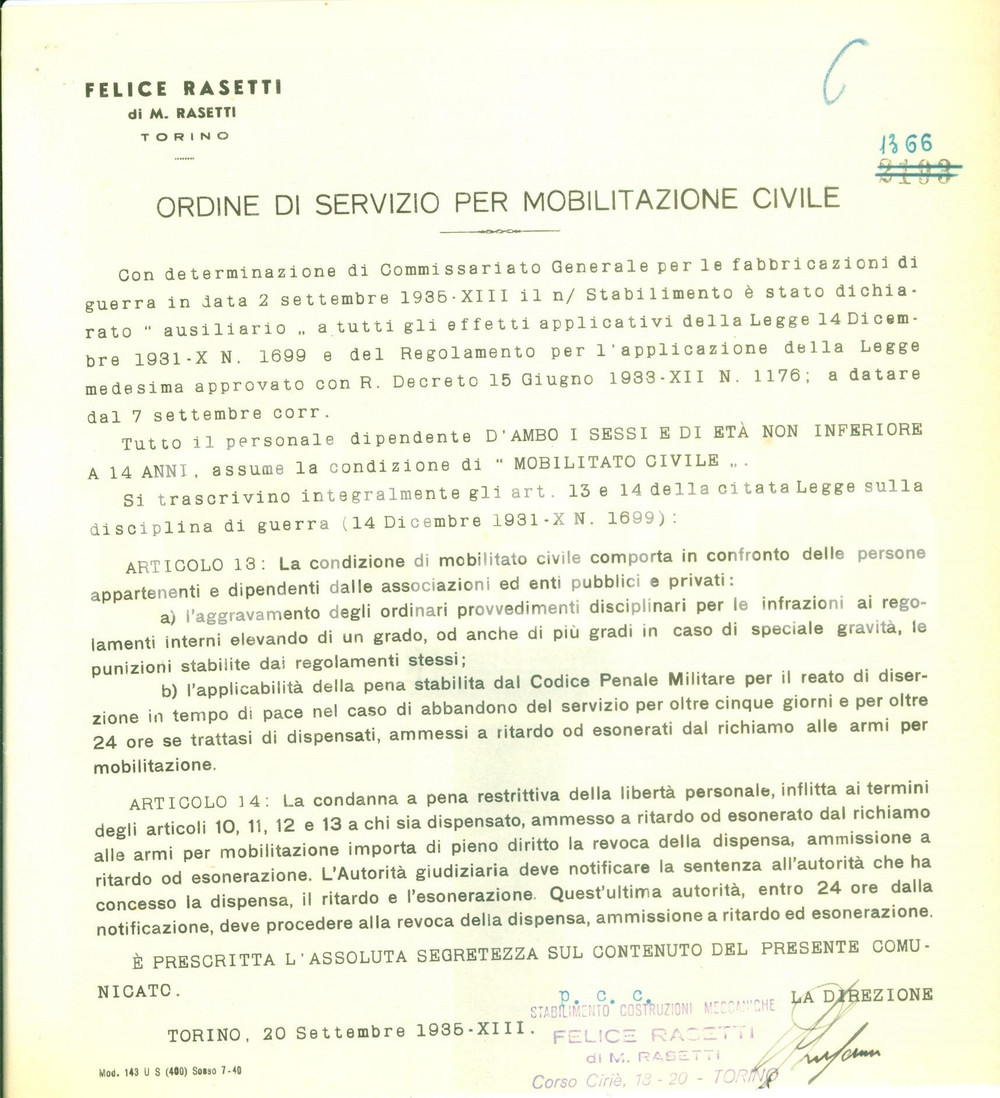 FELICE RASETTI
di M. RASETTI
TORINO
C
1366
2193
ORDINE DI SERVIZIO PER MOBILITAZIONE CIVILE
Con determinazione di Commissariato Generale per le fabbricazioni di
guerra in data 2 settembre 1935-XIII il n/ Stabilimento è stato dichia-
rato " ausiliario „ a tutti gli effetti applicativi della Legge 14 Dicem-
bre 1931-X N. 1699 e del Regolamento per l'applicazione della Legge
medesima approvato con R. Decreto 15 Giugno 1933-XII N. 1176; a datare
dal 7 settembre corr.
Tutto il personale dipendente D'AMBO I SESSI E DI ETÀ NON INFERIORE
A 14 ANNI, assume la condizione di " MOBILITATO CIVILE „.
Si trascrivino integralmente gli art. 13 e 14 della citata Legge sulla
disciplina di guerra (14 Dicembre 1931-X N. 1699):
ARTICOLO 13: La condizione di mobilitato civile comporta in confronto delle persone
appartenenti e dipendenti dalle associazioni ed enti pubblici e privati:
a) l'aggravamento degli ordinari provvedimenti disciplinari per le infrazioni ai rego-
lamenti interni elevando di un grado, od anche di più gradi in caso di speciale gravità, le
punizioni stabilite dai regolamenti stessi;
b) l'applicabilità della pena stabilita dal Codice Penale Militare per il reato di diser-
zione in tempo di pace nel caso di abbandono del servizio per oltre cinque giorni e per oltre
24 ore se trattasi di dispensati, ammessi a ritardo od esonerati dal richiamo alle armi per
mobilitazione.
ARTICOLO 14: La condanna a pena restrittiva della libertà personale, inflitta ai termini
degli articoli 10, 11, 12 e 13 a chi sia dispensato, ammesso a ritardo od esonerato dal richiamo
alle armi per mobilitazione importa di pieno diritto la revoca della dispensa, ammissione a
ritardo od esonerazione. L'Autorità giudiziaria deve notificare la sentenza all'autorità che ha
concesso la dispensa, il ritardo e l'esonerazione. Quest'ultima autorità, entro 24 ore dalla
notificazione, deve procedere alla revoca della dispensa, ammissione a ritardo ed esonerazione.
È PRESCRITTA L'ASSOLUTA SEGRETEZZA SUL CONTENUTO DEL PRESENTE COMU-
NICATO.
p. c. c.
LA DIREZIONE
STABILIMENTO COSTRUZIONI MECCANICHE
FELICE RASETTI
di M. RASETTI
Corso Ciriè, 18 - 20 - TORINO
TORINO, 20 Settembre 1935-XIII.
Mod. 143 U S (400) Sosso 7-40